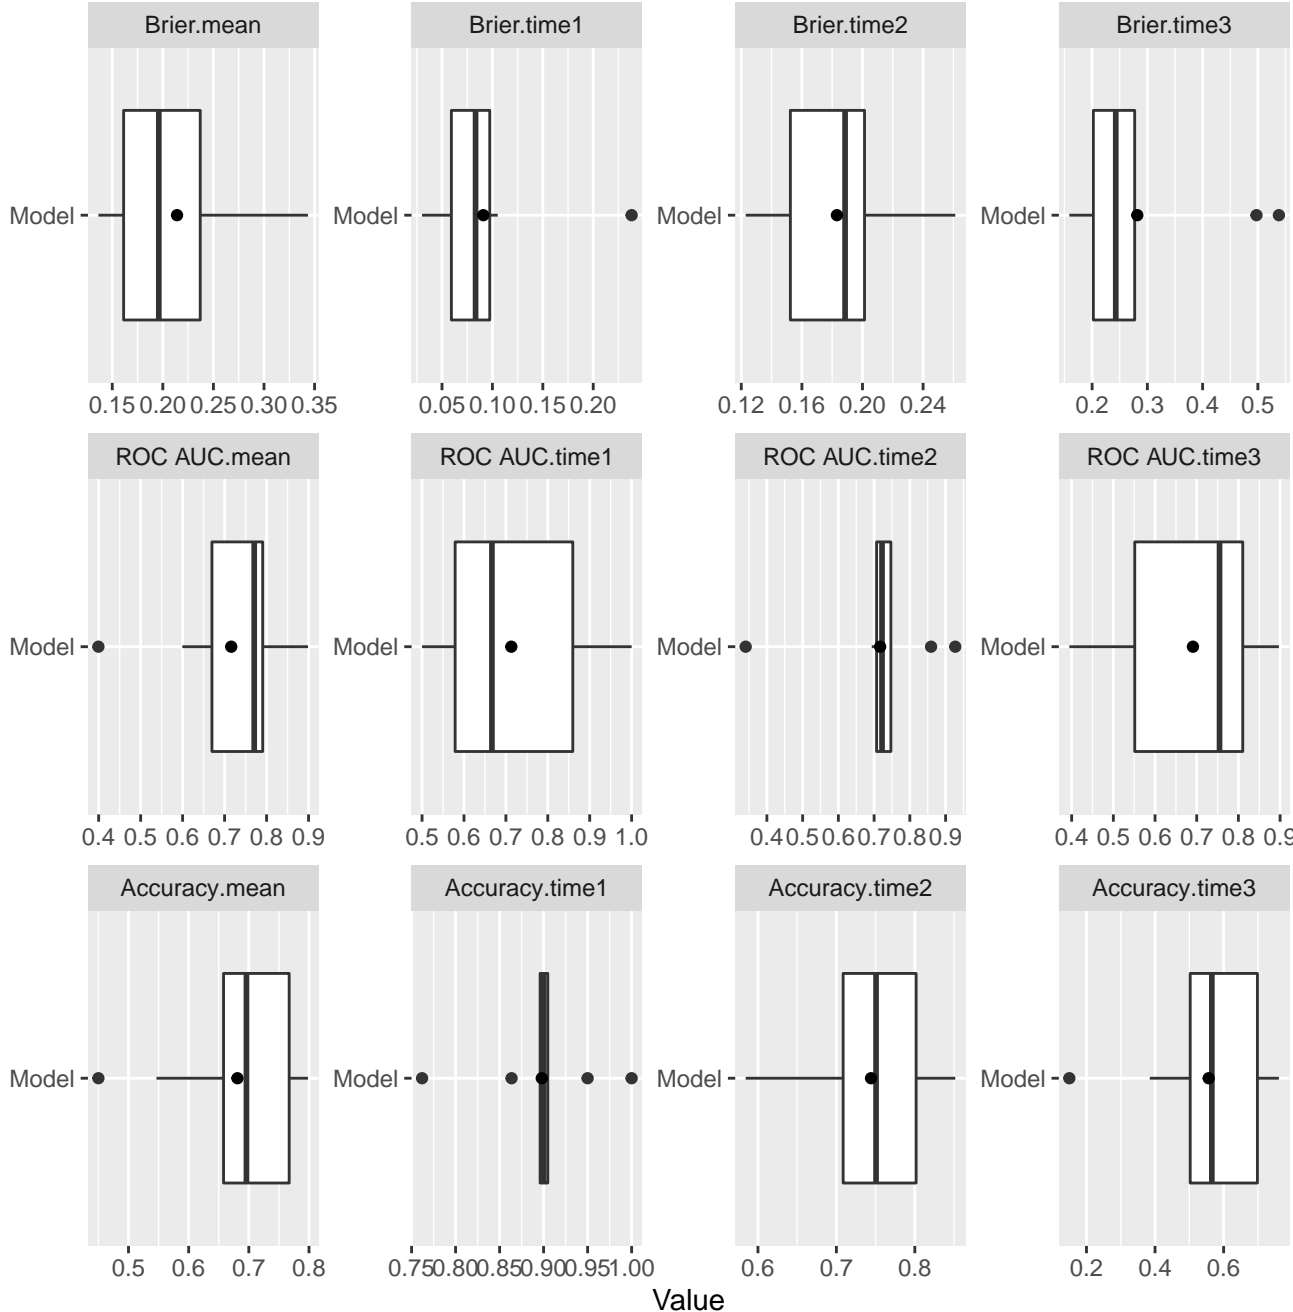 Brier.mean Brier.time1 Brier.time2 Brier.time3
Model Model Model Model
0.15 0.20 0.25 0.30 0.35 0.05 0.10 0.15 0.20 0.12 0.16 0.20 0.24 0.2 0.3 0.4 0.5
ROC AUC.mean ROC AUC.time1 ROC AUC.time2 ROC AUC.time3
Model Model Model Model
0.4 0.5 0.6 0.7 0.8 0.9 0.5 0.6 0.7 0.8 0.9 1.0 0.4 0.5 0.6 0.7 0.8 0.9 0.4 0.5 0.6 0.7 0.8 0.9
Accuracy.mean Accuracy.time1 Accuracy.time2 Accuracy.time3
Model Model Model Model
0.5 0.6 0.7 0.8 0.75 0.80 0.85 0.90 0.95 1.00 0.6 0.7 0.8 0.2 0.4 0.6
Value